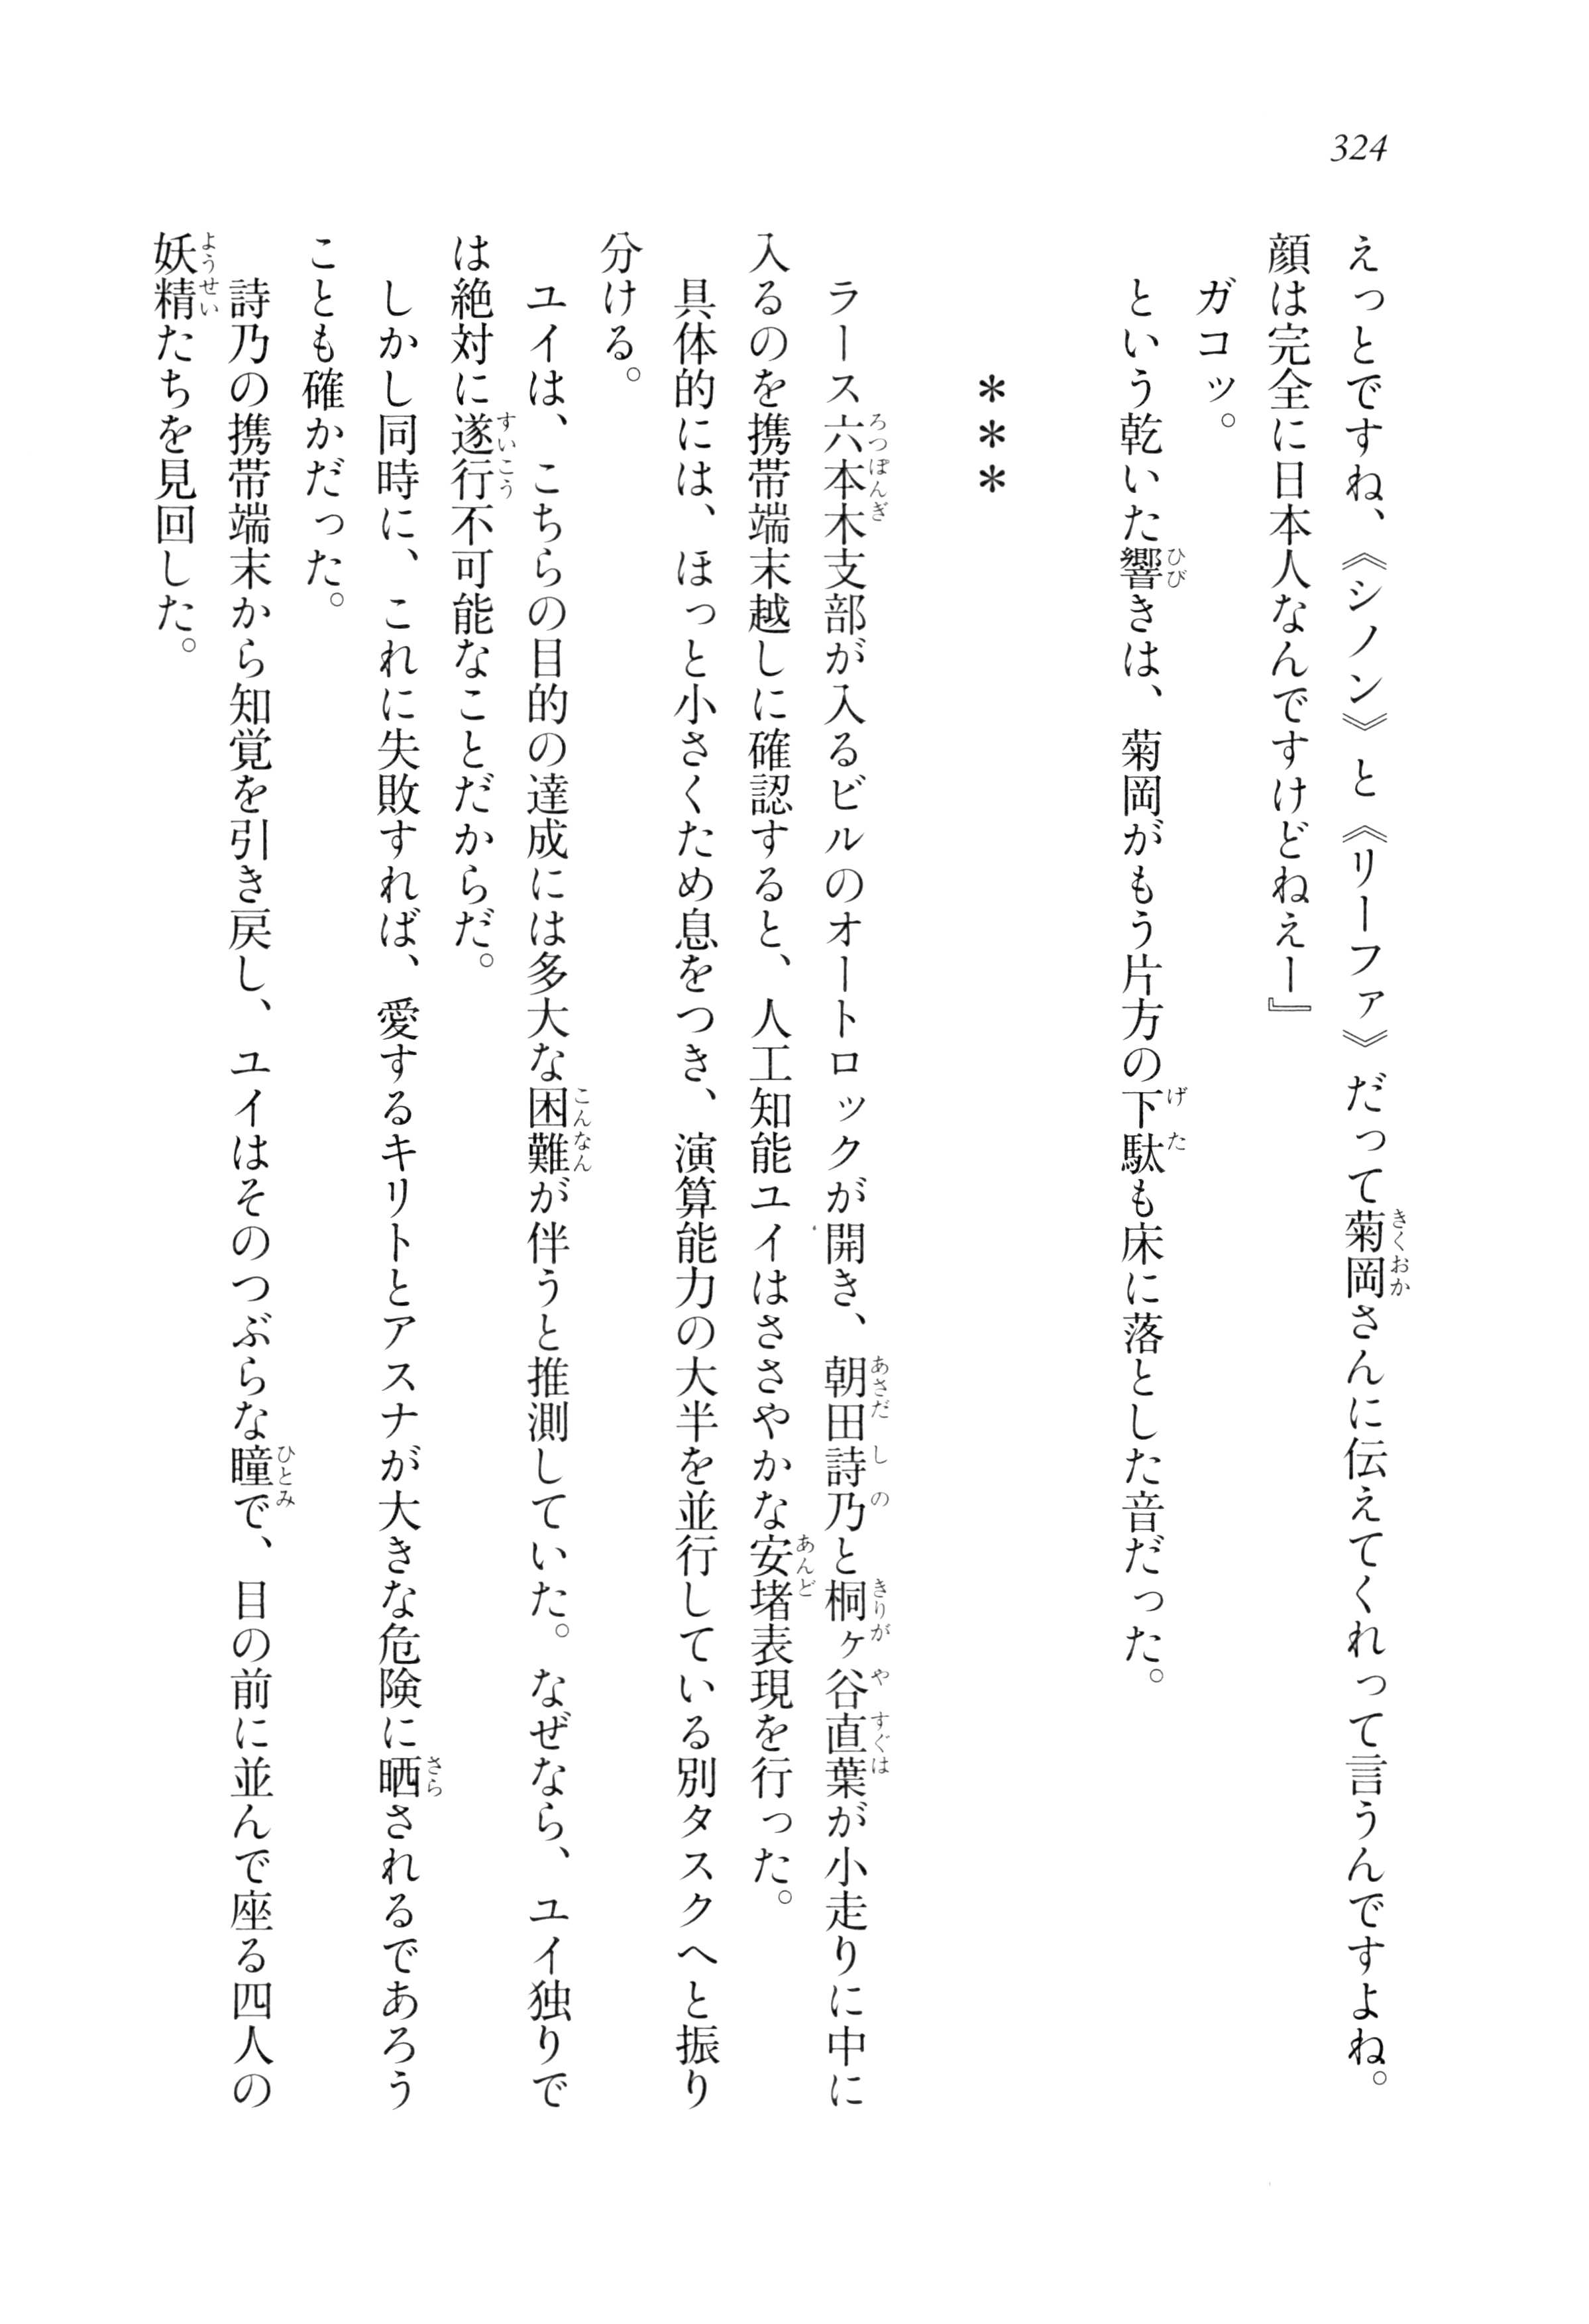 324
えっとですね、《シノン》と《リーファ》だって菊岡さんに伝えてくれって言うんですよね。
顔は完全に日本人なんですけどねぇー』
ガコッ。
という乾いた響きは、菊岡がもう片方の下駄も床に落とした音だった。
＊＊＊
ラース六本木支部が入るビルのオートロックが開き、朝田詩乃と桐ヶ谷直葉が小走りに中に
入るのを携帯端末越しに確認すると、人工知能ユイはささやかな安堵表現を行った。
具体的には、ほっと小さくため息をつき、演算能力の大半を並行している別タスクへと振り
分ける。
ユイは、こちらの目的の達成には多大な困難が伴うと推測していた。なぜなら、ユイ独りで
は絶対に遂行不可能なことだからだ。
しかし同時に、これに失敗すれば、愛するキリトとアスナが大きな危険に晒されるであろう
ことも確かだった。
詩乃の携帯端末から知覚を引き戻し、ユイはそのつぶらな瞳で、目の前に並んで座る四人の
妖精たちを見回した。